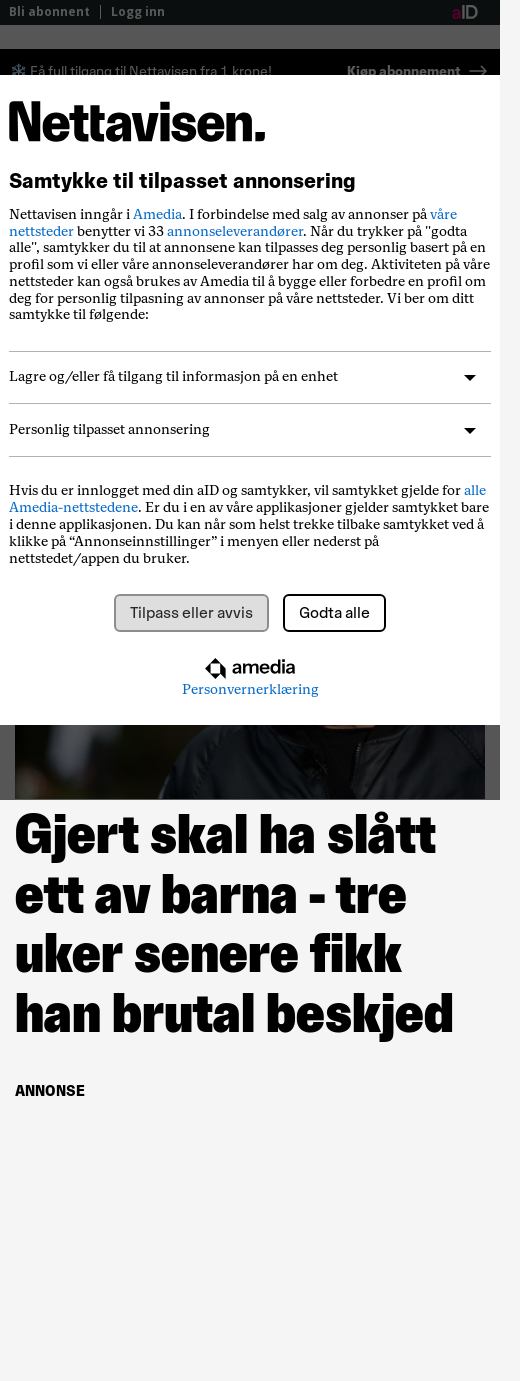 Bli abonnent | Logg inn
aID
Få full tilgang til Nettavisen fra 1 krone!
Kjøp abonnement →
Nettavisen.
Samtykke til tilpasset annonsering
Nettavisen inngår i Amedia. I forbindelse med salg av annonser på våre
nettsteder benytter vi 33 annonseleverandører. Når du trykker på "godta
alle", samtykker du til at annonsene kan tilpasses deg personlig basert på en
profil som vi eller våre annonseleverandører har om deg. Aktiviteten på våre
nettsteder kan også brukes av Amedia til å bygge eller forbedre en profil om
deg for personlig tilpasning av annonser på våre nettsteder. Vi ber om ditt
samtykke til følgende:
Lagre og/eller få tilgang til informasjon på en enhet
Personlig tilpasset annonsering
Hvis du er innlogget med din aID og samtykker, vil samtykket gjelde for alle
Amedia-nettstedene. Er du i en av våre applikasjoner gjelder samtykket bare
i denne applikasjonen. Du kan når som helst trekke tilbake samtykket ved å
klikke på “Annonseinnstillinger” i menyen eller nederst på
nettstedet/appen du bruker.
Tilpass eller avvis
Godta alle
amedia
Personvernerklæring
Gjert skal ha slått
ett av barna - tre
uker senere fikk
han brutal beskjed
ANNONSE